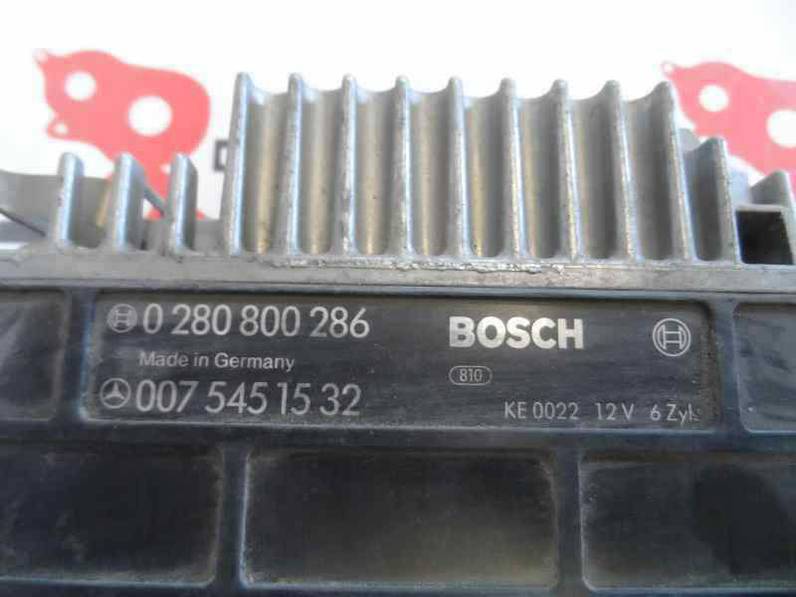 0 280 800 286
BOSCH
Made in Germany
810
007 545 15 32
KE 0022 12 V 6 Zyl.